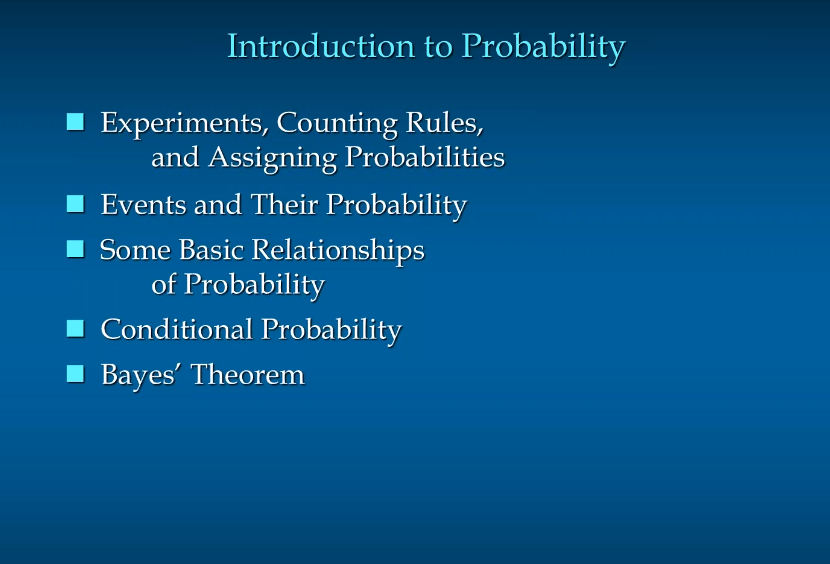 Introduction to Probability
Experiments, Counting Rules,
and Assigning Probabilities
Events and Their Probability
Some Basic Relationships
of Probability
Conditional Probability
Bayes’ Theorem